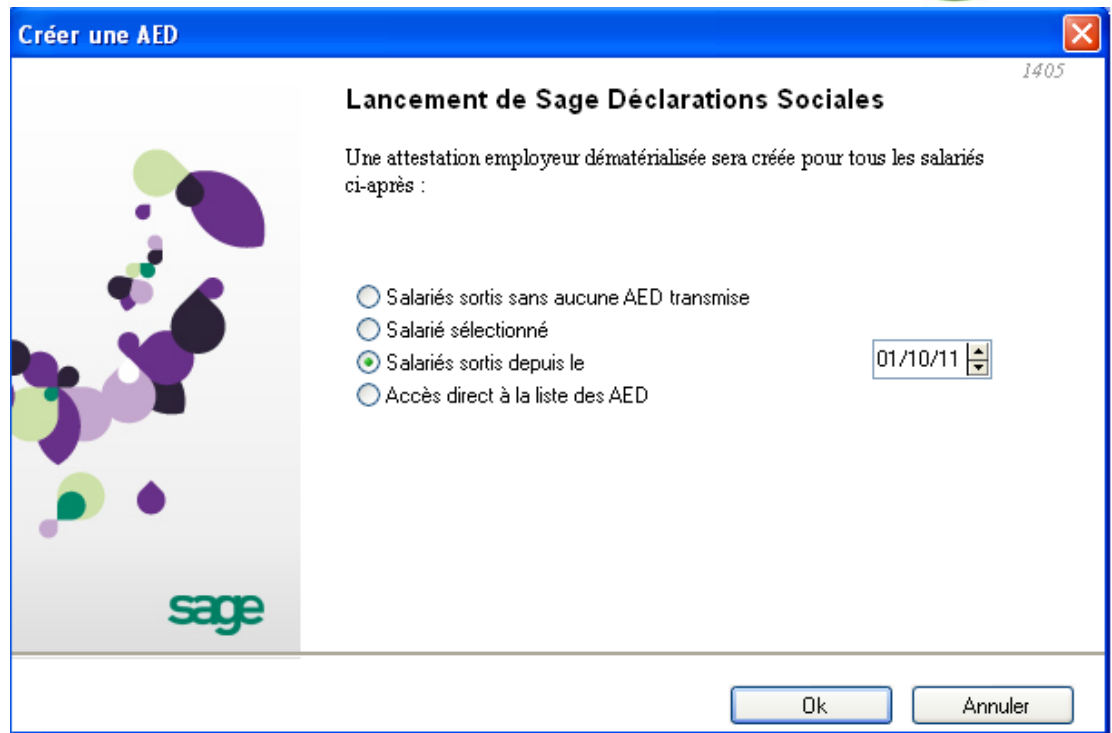 Créer une AED
1405
Lancement de Sage Déclarations Sociales
Une attestation employeur dématérialisée sera créée pour tous les salariés
ci-après :
Salariés sortis sans aucune AED transmise
Salarié sélectionné
Salariés sortis depuis le 01/10/11
Accès direct à la liste des AED
sage
Ok Annuler